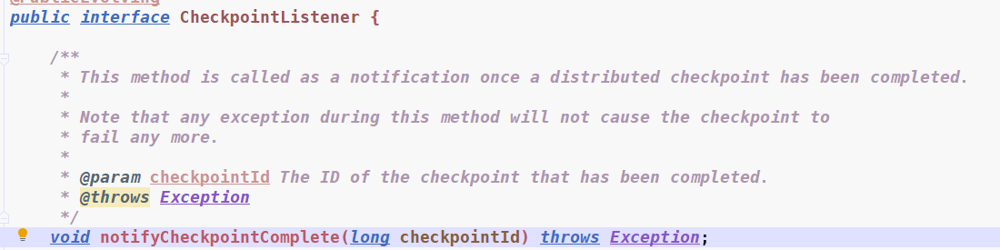 @PublicEvolving
public interface CheckpointListener {
/**
* This method is called as a notification once a distributed checkpoint has been completed.
*
* Note that any exception during this method will not cause the checkpoint to
* fail any more.
*
* @param checkpointId The ID of the checkpoint that has been completed.
* @throws Exception
*/
void notifyCheckpointComplete(long checkpointId) throws Exception;